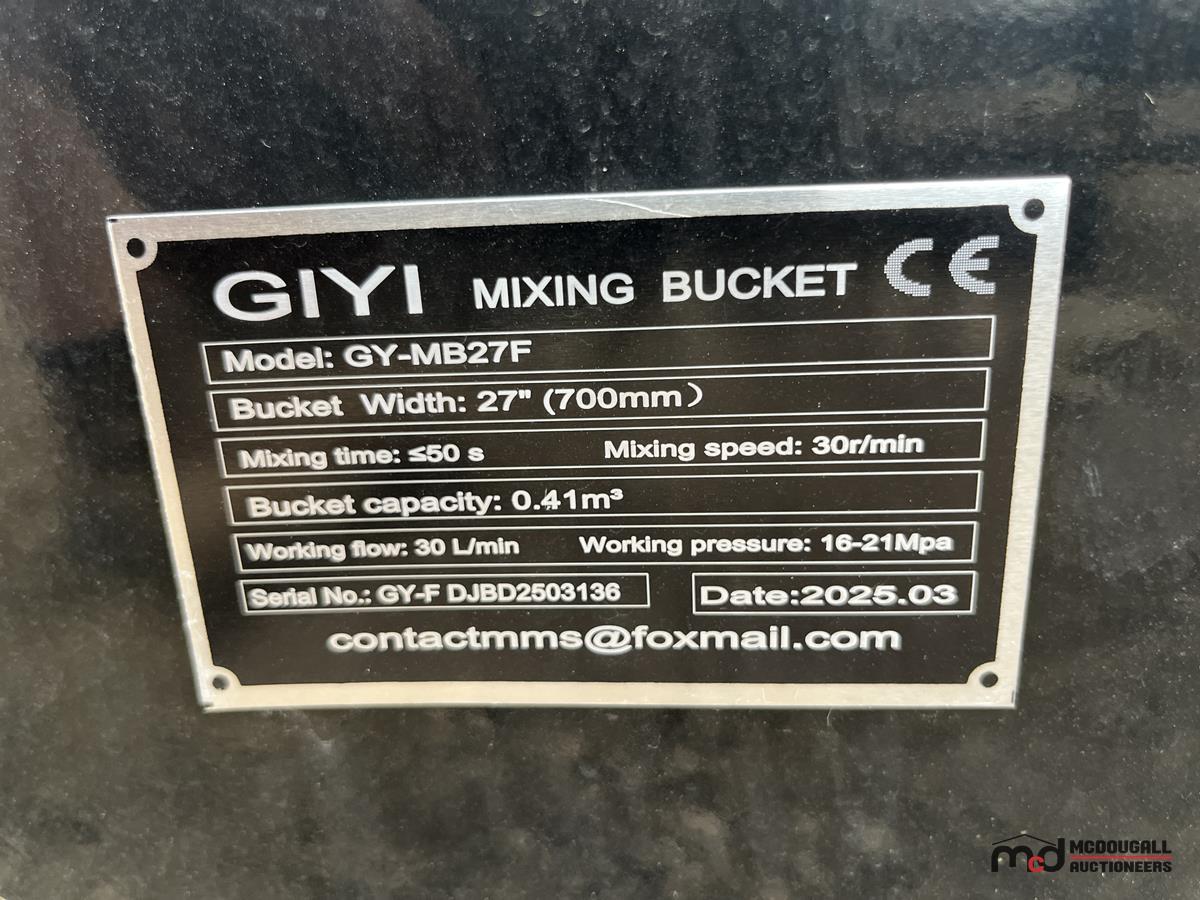 GIYI MIXING BUCKET CE
Model: GY-MB27F
Bucket Width: 27" (700mm）
Mixing time: ≤50 s Mixing speed: 30r/min
Bucket capacity: 0.41m³
Working flow: 30 L/min Working pressure: 16-21Mpa
Serial No.: GY-F DJBD2503136 Date:2025.03
contactmms@foxmail.com
mcd MCDOUGALL
AUCTIONEERS